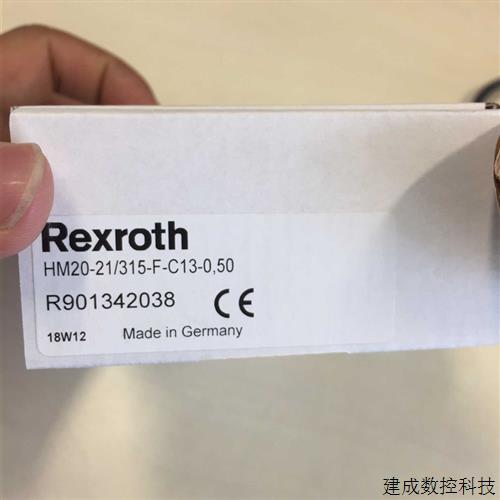 Rexroth
HM20-21/315-F-C13-0,50
R901342038 CE
18W12 Made in Germany
建成数控科技